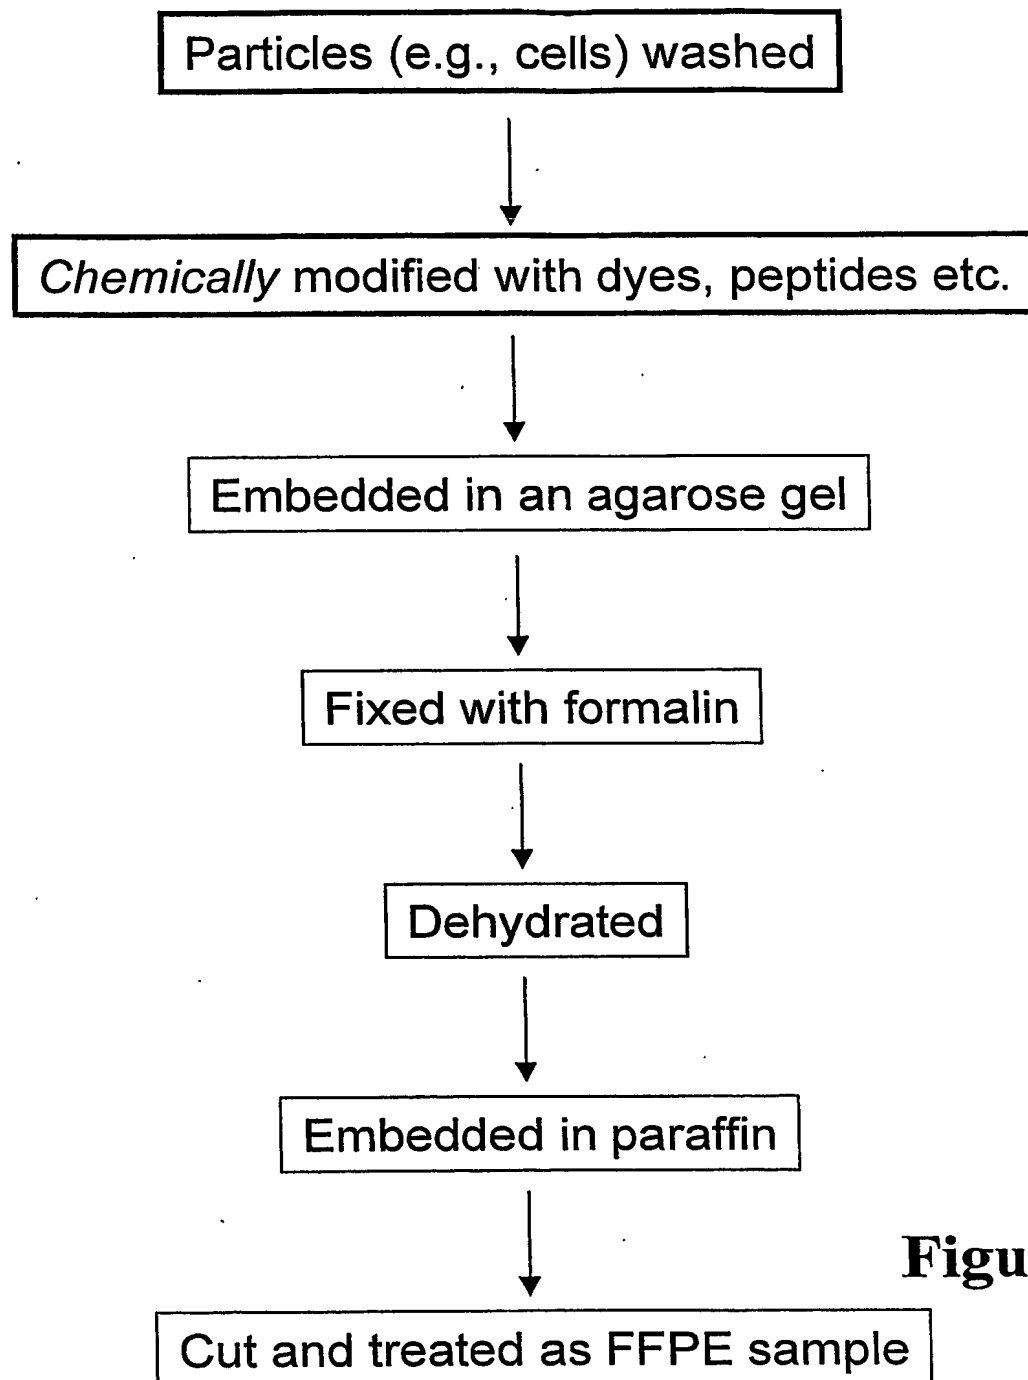 Particles (e.g., cells) washed
Chemically modified with dyes, peptides etc.
Embedded in an agarose gel
Fixed with formalin
Dehydrated
Embedded in paraffin
Figu
Cut and treated as FFPE sample